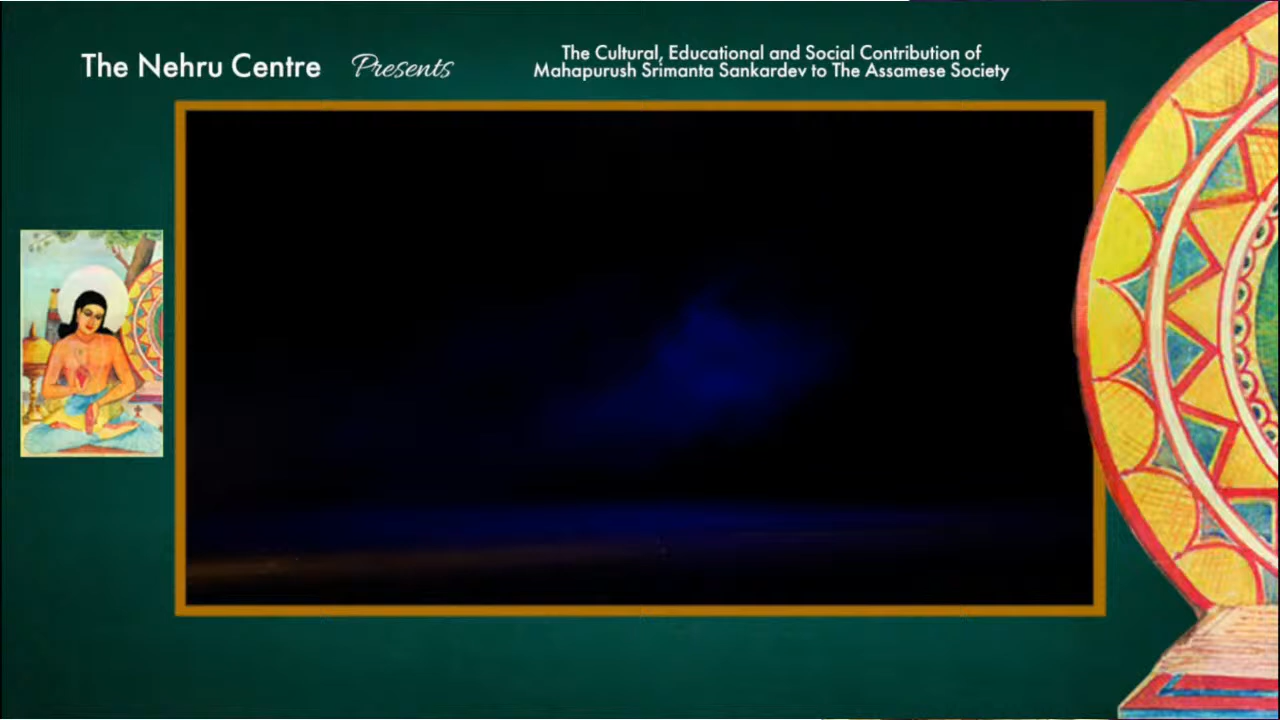 The Nehru Centre Presents
The Cultural, Educational and Social Contribution of
Mahapurush Srimanta Sankardev to The Assamese Society